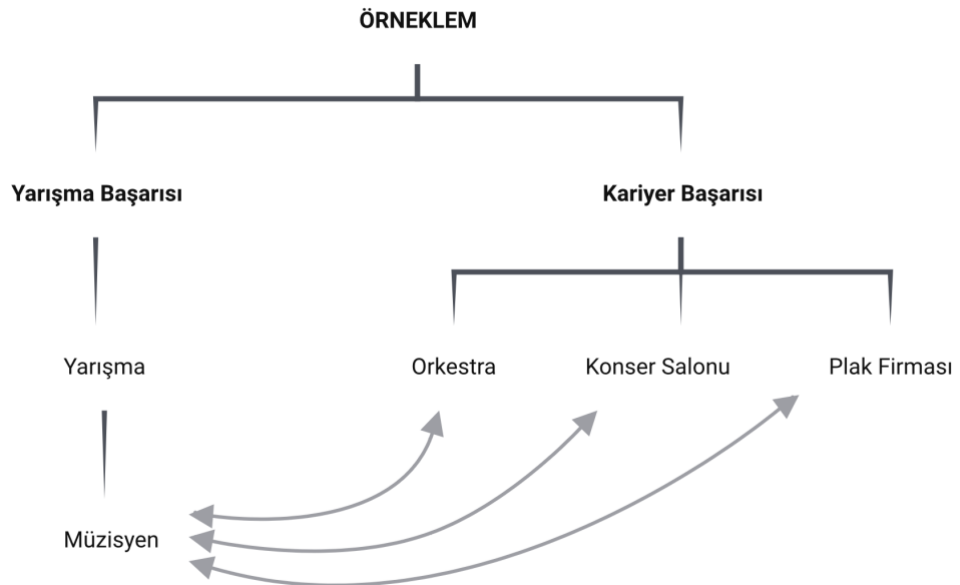 ÖRNEKLEM
Yarışma Başarısı
Kariyer Başarısı
Yarışma
Orkestra
Konser Salonu
Plak Firması
Müzisyen